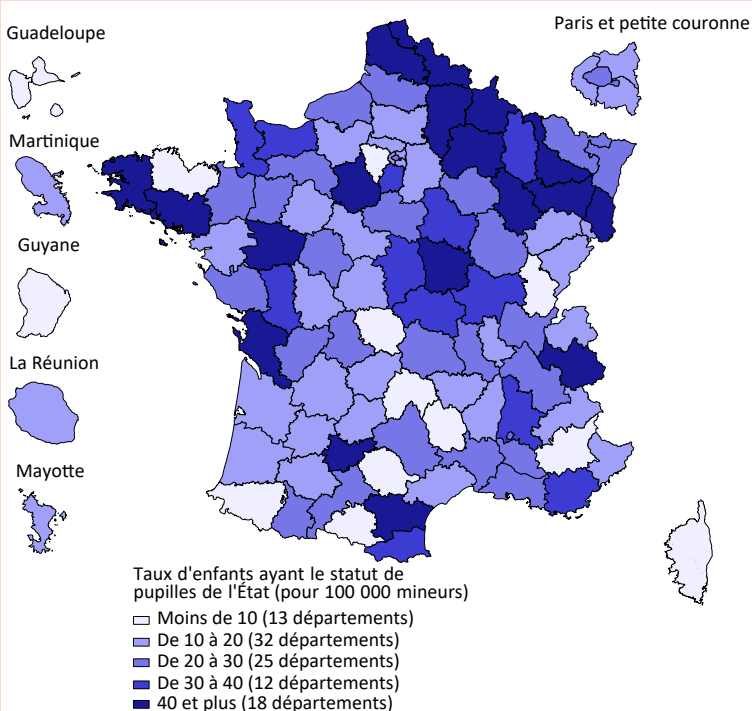 Guadeloupe
Paris et petite couronne
Martinique
Guyane
La Réunion
Mayotte
Taux d'enfants ayant le statut de
pupilles de l'État (pour 100 000 mineurs)
Moins de 10 (13 départements)
De 10 à 20 (32 départements)
De 20 à 30 (25 départements)
De 30 à 40 (12 départements)
40 et plus (18 départements)